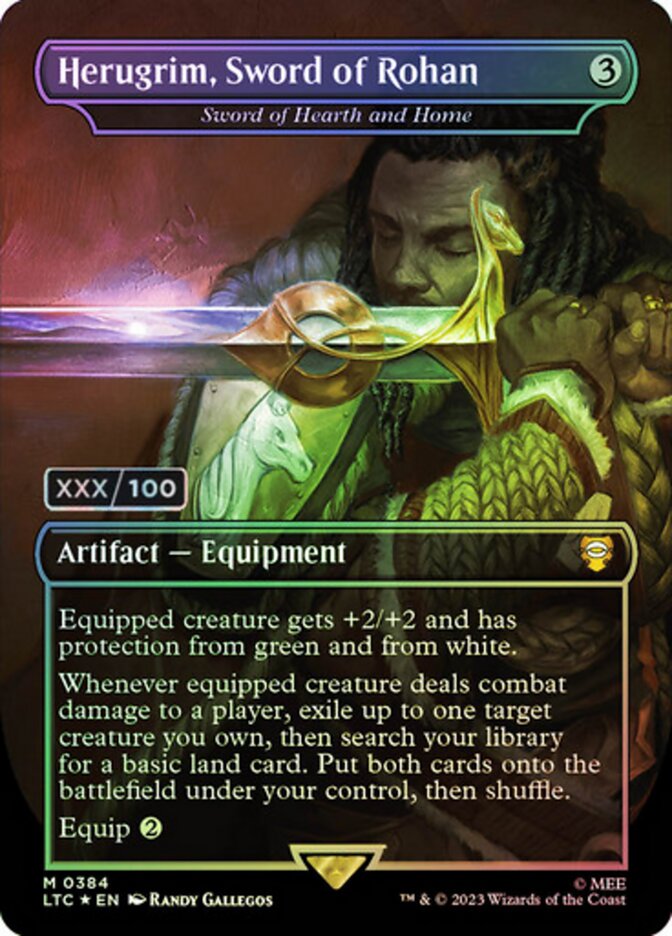 Herugrim, Sword of Rohan 3
Sword of Hearth and Home
XXX/100
Artifact — Equipment
Equipped creature gets +2/+2 and has
protection from green and from white.
Whenever equipped creature deals combat
damage to a player, exile up to one target
creature you own, then search your library
for a basic land card. Put both cards onto the
battlefield under your control, then shuffle.
Equip 2
M 0384
© MEE
LTC ★ EN Randy Gallegos
™ & © 2023 Wizards of the Coast